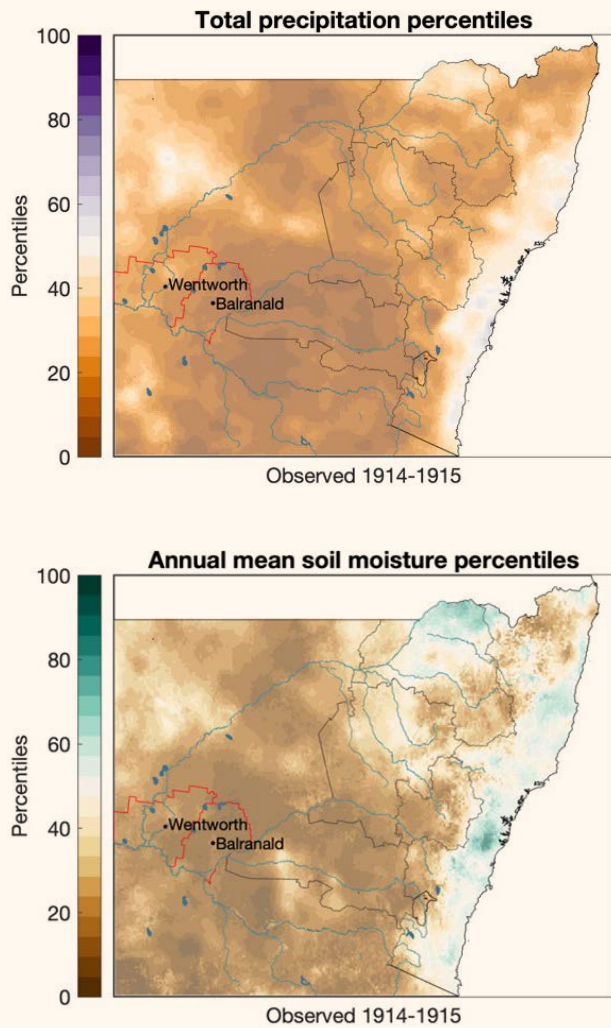 Total precipitation percentiles
100
80
60
40
20
0
Percentiles
Wentworth
Balranald
Observed 1914-1915
Annual mean soil moisture percentiles
100
80
60
40
20
0
Percentiles
Wentworth
Balranald
Observed 1914-1915